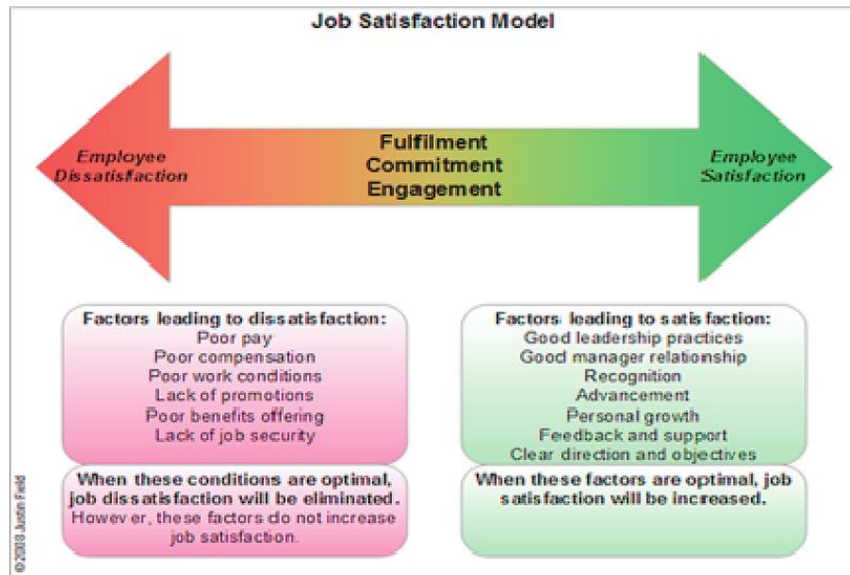 Job Satisfaction Model
Employee
Dissatisfaction
Fulfilment
Commitment
Engagement
Employee
Satisfaction
Factors leading to dissatisfaction:
Poor pay
Poor compensation
Poor work conditions
Lack of promotions
Poor benefits offering
Lack of job security
When these conditions are optimal,
job dissatisfaction will be eliminated.
However, these factors do not increase
job satisfaction.
Factors leading to satisfaction:
Good leadership practices
Good manager relationship
Recognition
Advancement
Personal growth
Feedback and support
Clear direction and objectives
When these factors are optimal, job
satisfaction will be increased.
© 2008 Justin Field